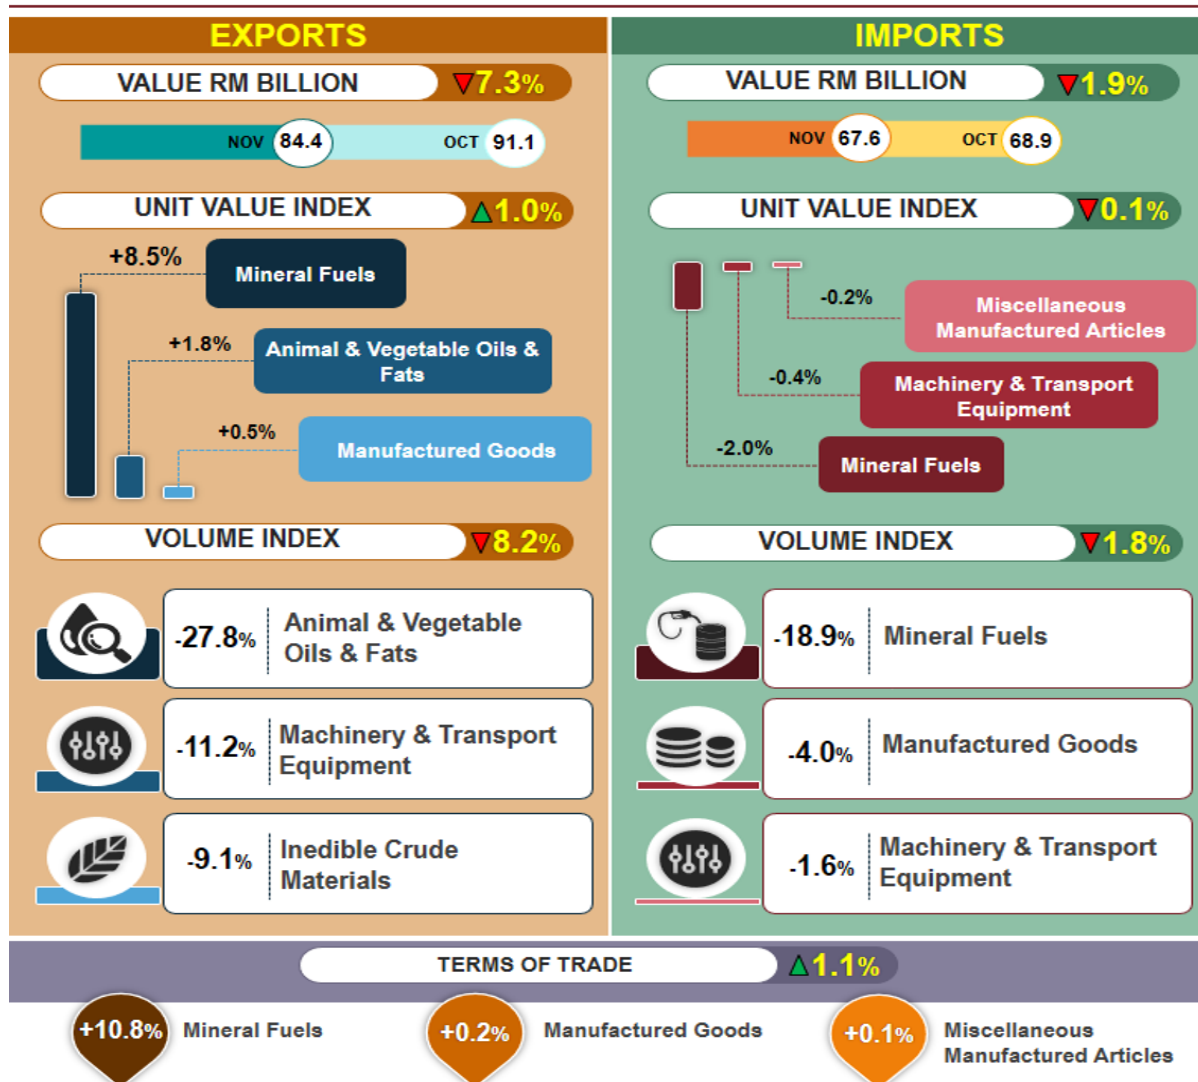 EXPORTS
VALUE RM BILLION
▼7.3%
NOV 84.4
OCT 91.1
UNIT VALUE INDEX
▲1.0%
+8.5%
Mineral Fuels
+1.8%
Animal & Vegetable Oils &
Fats
+0.5%
Manufactured Goods
VOLUME INDEX
▼8.2%
-27.8%
Animal & Vegetable
Oils & Fats
-11.2%
Machinery & Transport
Equipment
-9.1%
Inedible Crude
Materials
IMPORTS
VALUE RM BILLION
▼1.9%
NOV 67.6
OCT 68.9
UNIT VALUE INDEX
▼0.1%
-0.2%
Miscellaneous
Manufactured Articles
-0.4%
Machinery & Transport
Equipment
-2.0%
Mineral Fuels
VOLUME INDEX
▼1.8%
-18.9%
Mineral Fuels
-4.0%
Manufactured Goods
-1.6%
Machinery & Transport
Equipment
TERMS OF TRADE
▲1.1%
+10.8%
Mineral Fuels
+0.2%
Manufactured Goods
+0.1%
Miscellaneous
Manufactured Articles